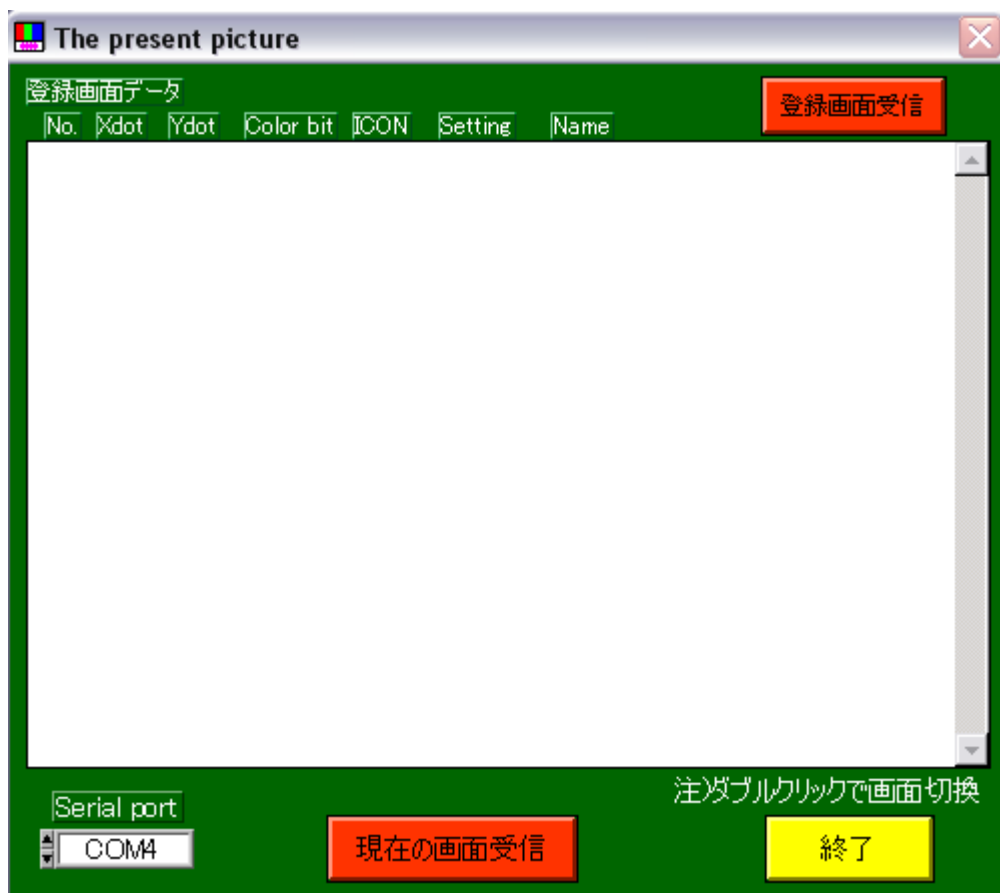 The present picture
登録画面データ
登録画面受信
No. Xdot Ydot Color bit ICON Setting Name
注)ダブルクリックで画面切換
Serial port
COM4
現在の画面受信
終了